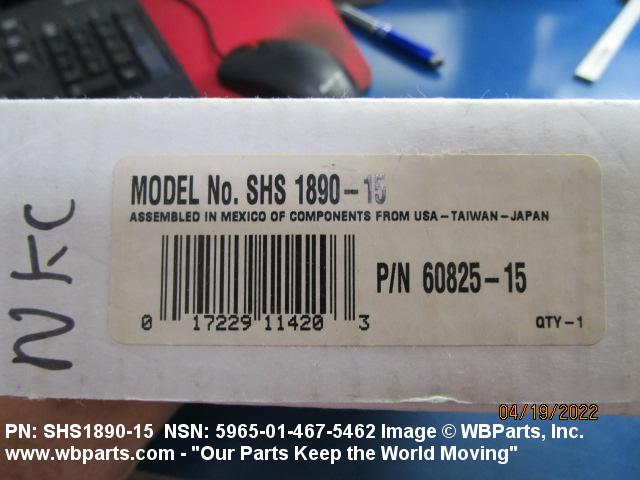 MODEL No. SHS 1890-15
ASSEMBLED IN MEXICO OF COMPONENTS FROM USA-TAIWAN-JAPAN
P/N 60825-15
0 17229 11420 3
QTY-1
NKC
04/19/2022
PN: SHS1890-15 NSN: 5965-01-467-5462 Image © WBParts, Inc.
www.wbparts.com - "Our Parts Keep the World Moving"